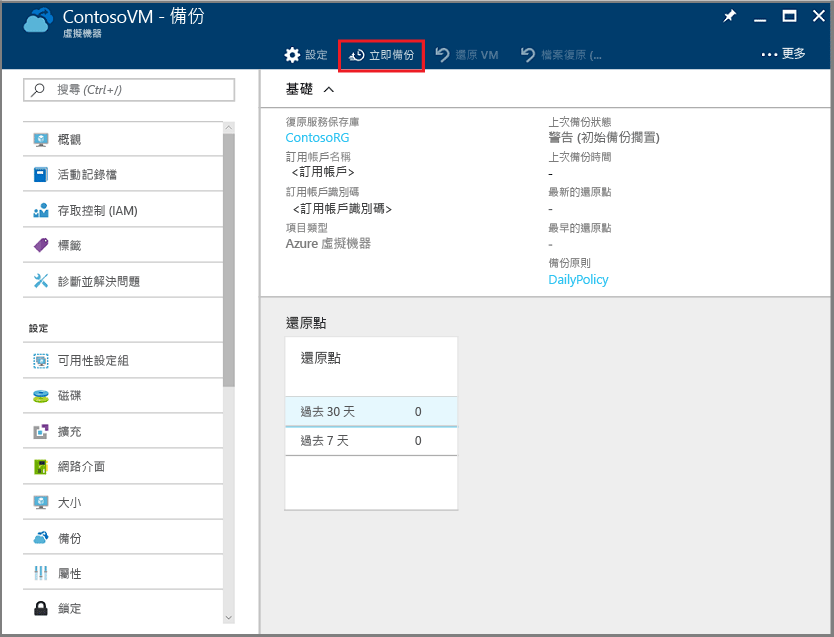 ContosoVM - 備份
虛擬機器
設定 立即備份 還原 VM 檔案復原 (... 更多
搜尋 (Ctrl+/)
概觀
活動記錄檔
存取控制 (IAM)
標籤
診斷並解決問題
設定
可用性設定組
磁碟
擴充
網路介面
大小
備份
屬性
鎖定
基礎
復原服務保存庫
ContosoRG
訂用帳戶名稱
<訂用帳戶>
訂用帳戶識別碼
<訂用帳戶識別碼>
項目類型
Azure 虛擬機器
上次備份狀態
警告 (初始備份擱置)
上次備份時間
-
最新的還原點
-
最早的還原點
-
備份原則
DailyPolicy
還原點
還原點
過去 30 天 0
過去 7 天 0